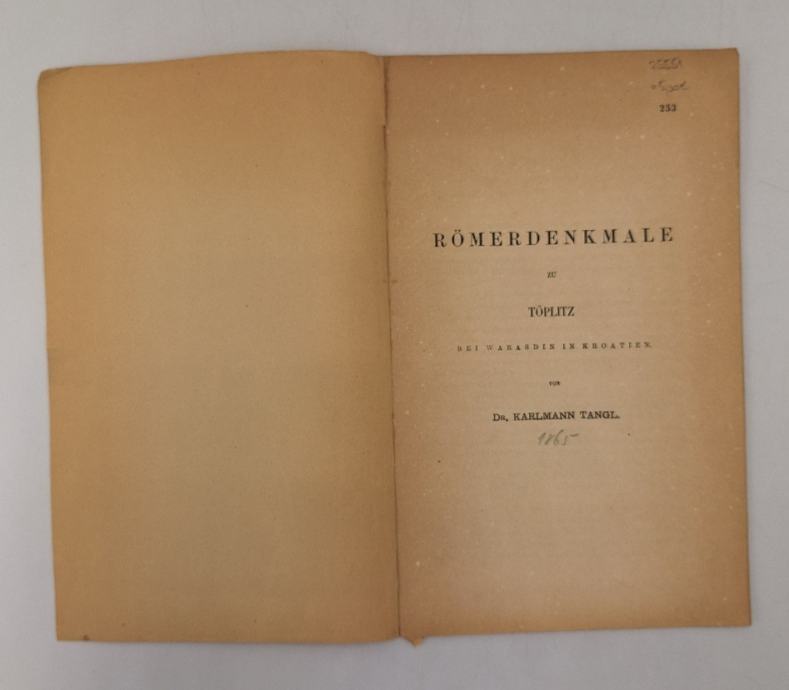 253
RÖMERDENKMALE
ZU
TÖPLITZ
BEI WARASDIN IN KROATIEN.
VON
DR. KARLMANN TANGL.
1865